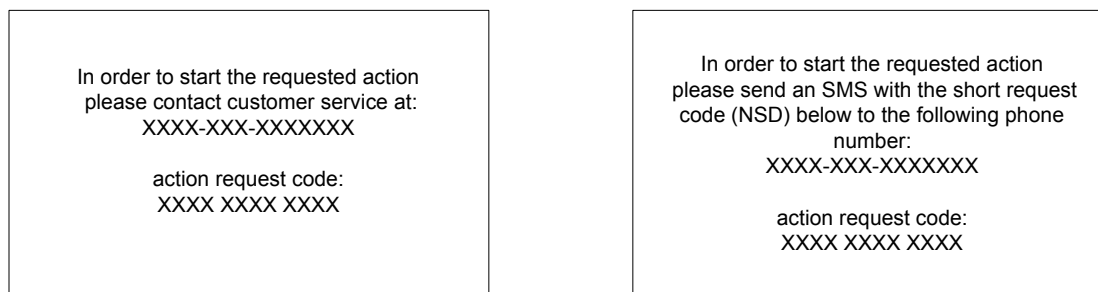 In order to start the requested action
please contact customer service at:
XXXX-XXX-XXXXXXX
action request code:
XXXX XXXX XXXX
In order to start the requested action
please send an SMS with the short request
code (NSD) below to the following phone
number:
XXXX-XXX-XXXXXXX
action request code:
XXXX XXXX XXXX